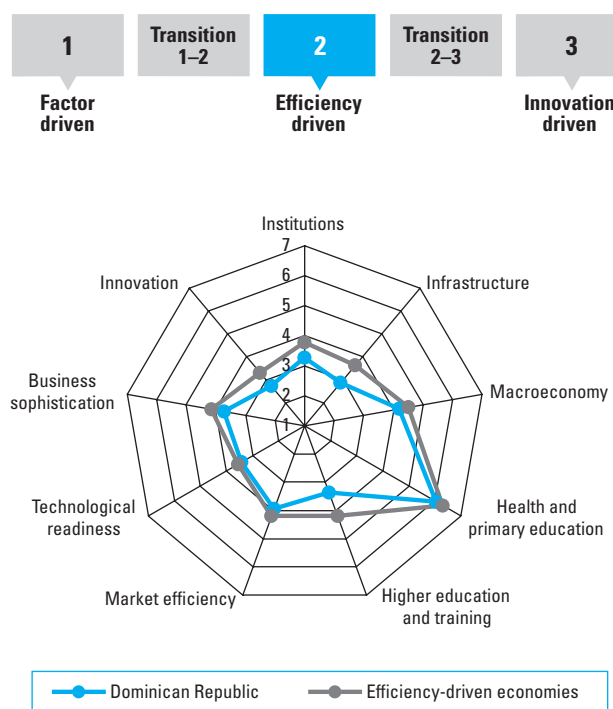 1
Transition
1–2
2
Transition
2–3
3
Factor
driven
Efficiency
driven
Innovation
driven
Institutions
7
6
5
4
3
2
1
Innovation
Infrastructure
Business
sophistication
Macroeconomy
Technological
readiness
Health and
primary education
Market efficiency
Higher education
and training
Dominican Republic
Efficiency-driven economies